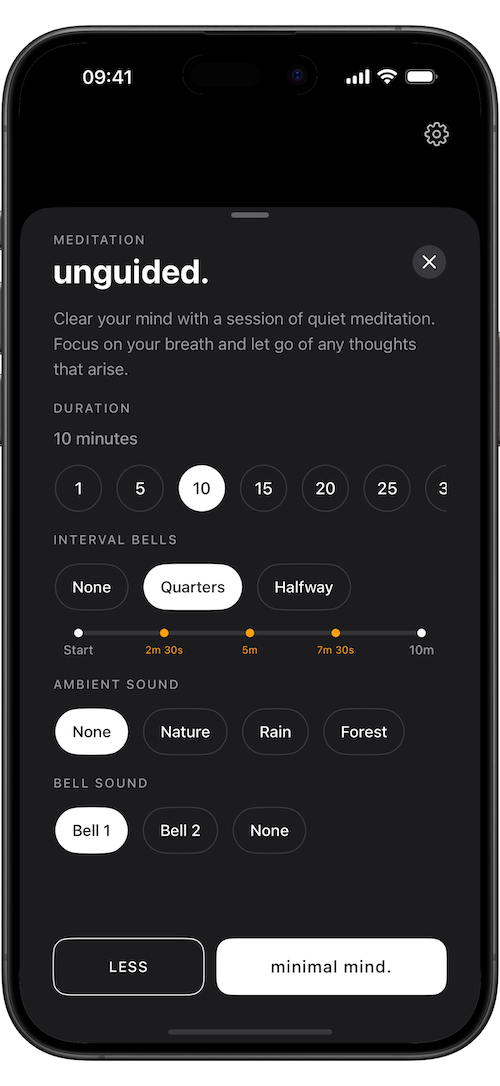 09:41
MEDITATION
unguided.
Clear your mind with a session of quiet meditation.
Focus on your breath and let go of any thoughts
that arise.
DURATION
10 minutes
1 5 10 15 20 25
INTERVAL BELLS
None Quarters Halfway
Start 2m 30s 5m 7m 30s 10m
AMBIENT SOUND
None Nature Rain Forest
BELL SOUND
Bell 1 Bell 2 None
LESS minimal mind.